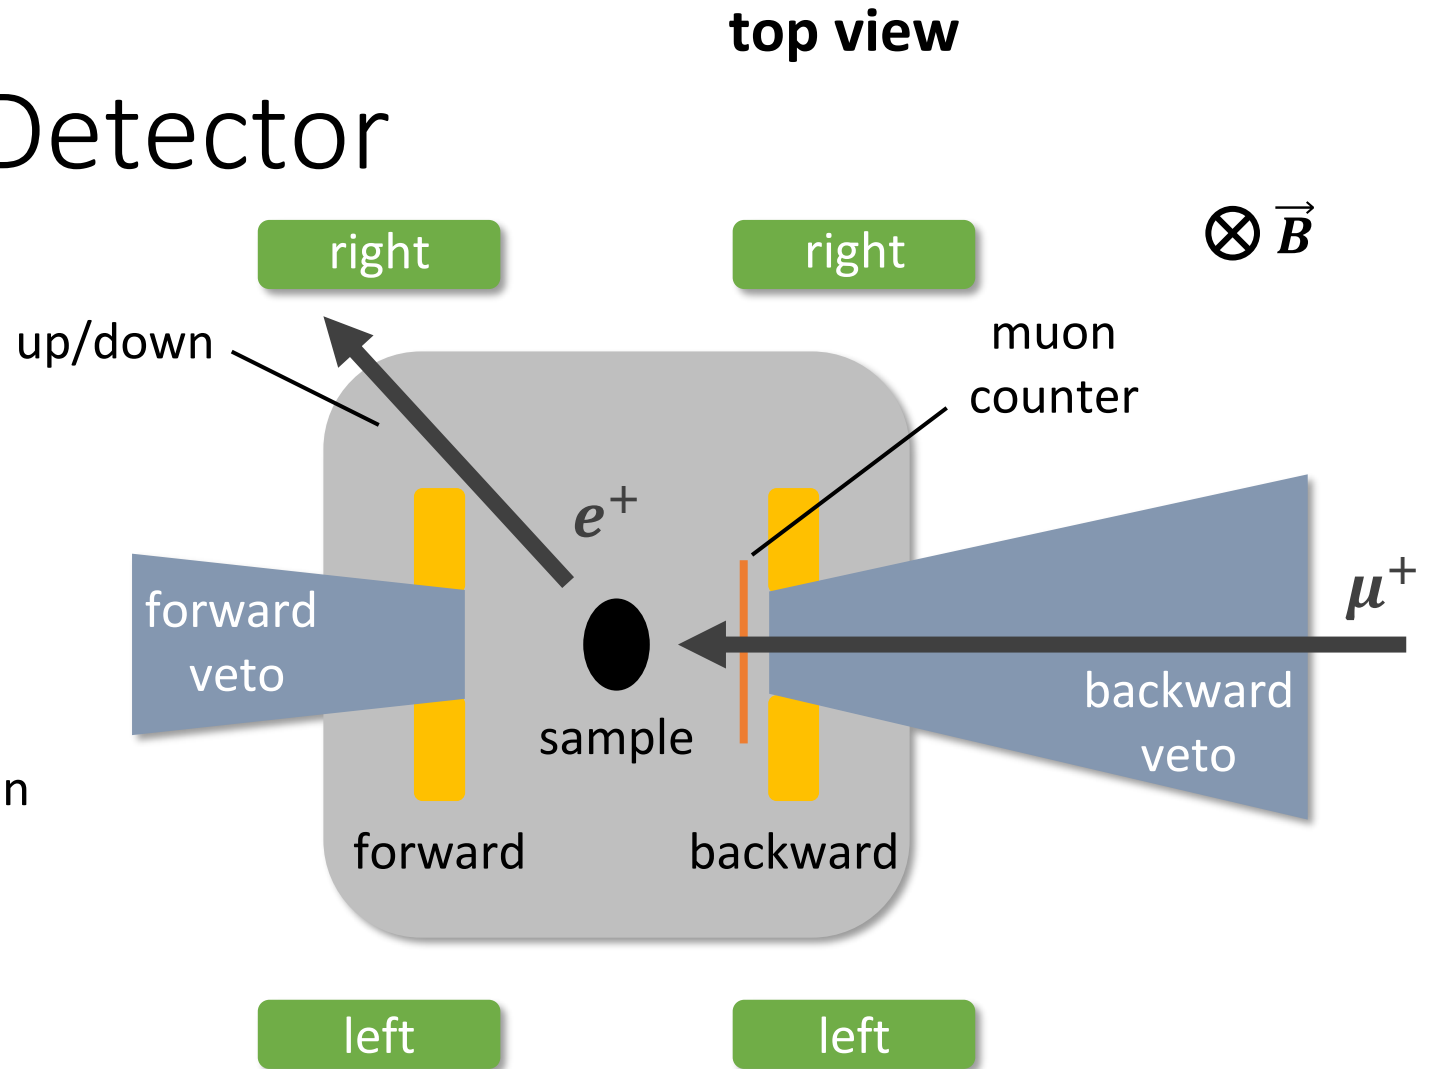 top view
Detector
right
right
B
up/down
muon
counter
e+
μ+
forward
veto
backward
veto
sample
n
forward
backward
left
left